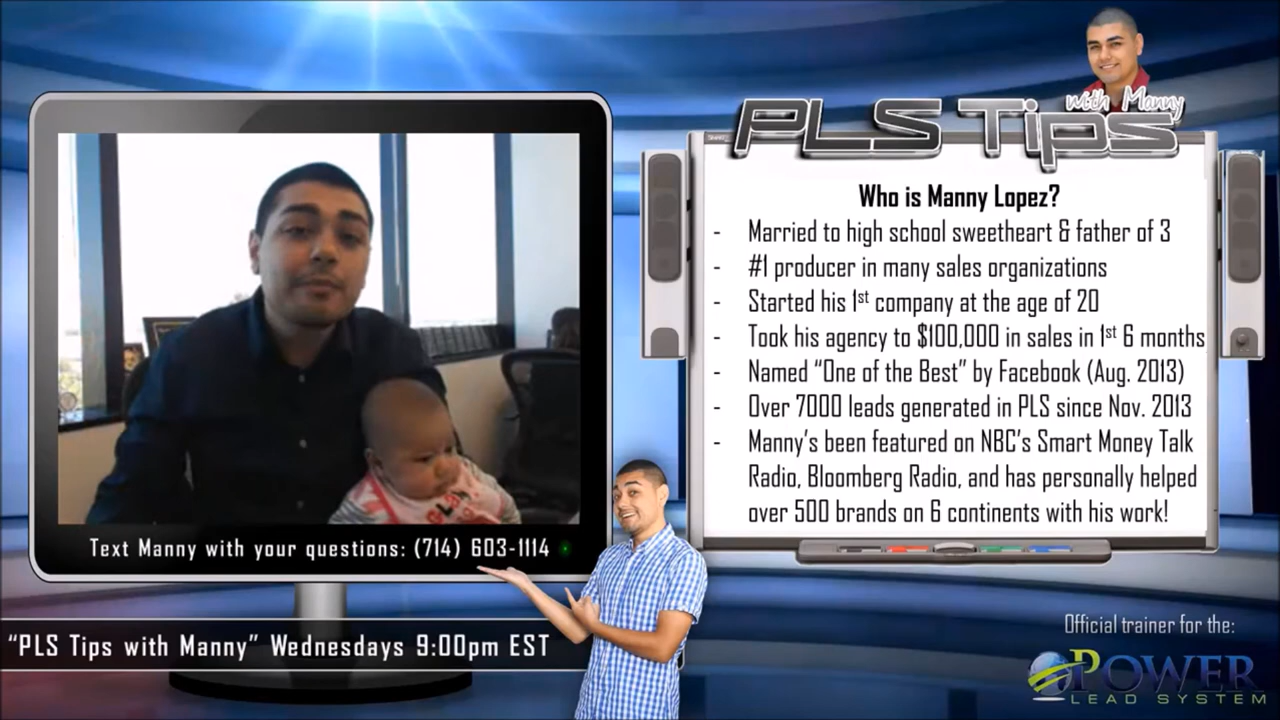 PLS Tips
with Manny
Who is Manny Lopez?
- Married to high school sweetheart & father of 3
- #1 producer in many sales organizations
- Started his 1st company at the age of 20
- Took his agency to $100,000 in sales in 1st 6 months
- Named “One of the Best” by Facebook (Aug. 2013)
- Over 7000 leads generated in PLS since Nov. 2013
- Manny’s been featured on NBC’s Smart Money Talk
Radio, Bloomberg Radio, and has personally helped
over 500 brands on 6 continents with his work!
Text Manny with your questions: (714) 603-1114
“PLS Tips with Manny” Wednesdays 9:00pm EST
Official trainer for the:
POWER
LEAD SYSTEM